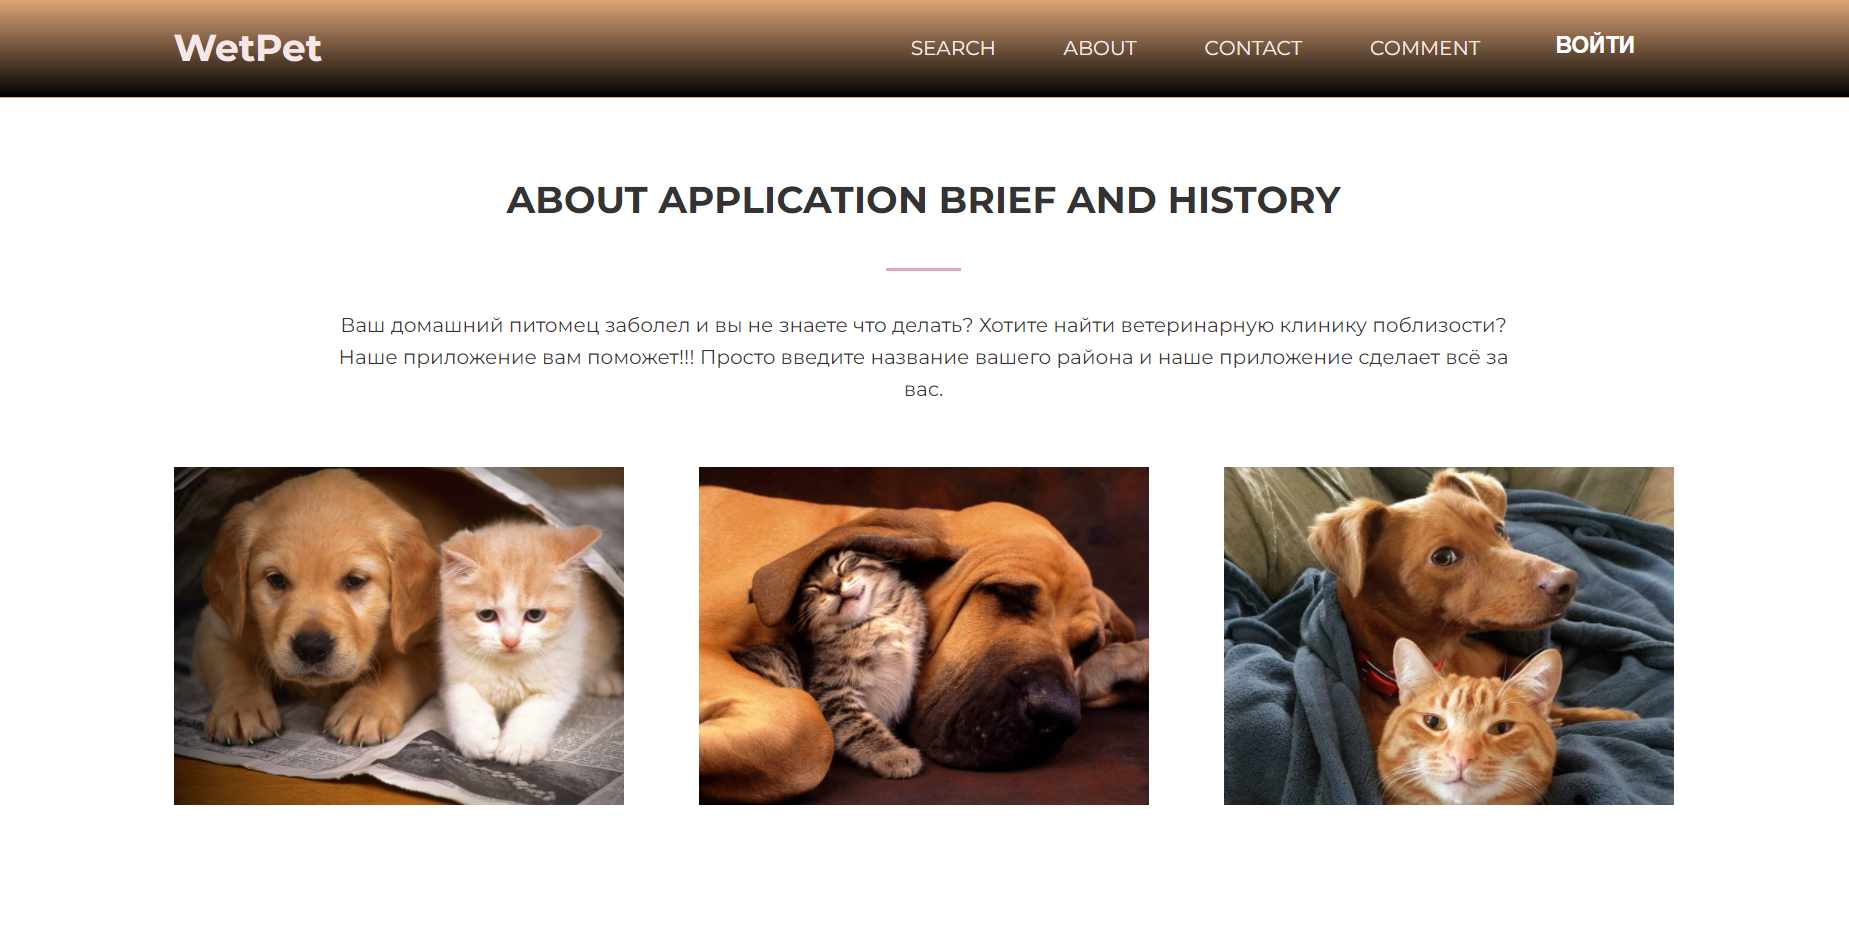 WetPet
SEARCH
ABOUT
CONTACT
COMMENT
ВОЙТИ
ABOUT APPLICATION BRIEF AND HISTORY
Ваш домашний питомец заболел и вы не знаете что делать? Хотите найти ветеринарную клинику поблизости?
Наше приложение вам поможет!!! Просто введите название вашего района и наше приложение сделает всё за
вас.